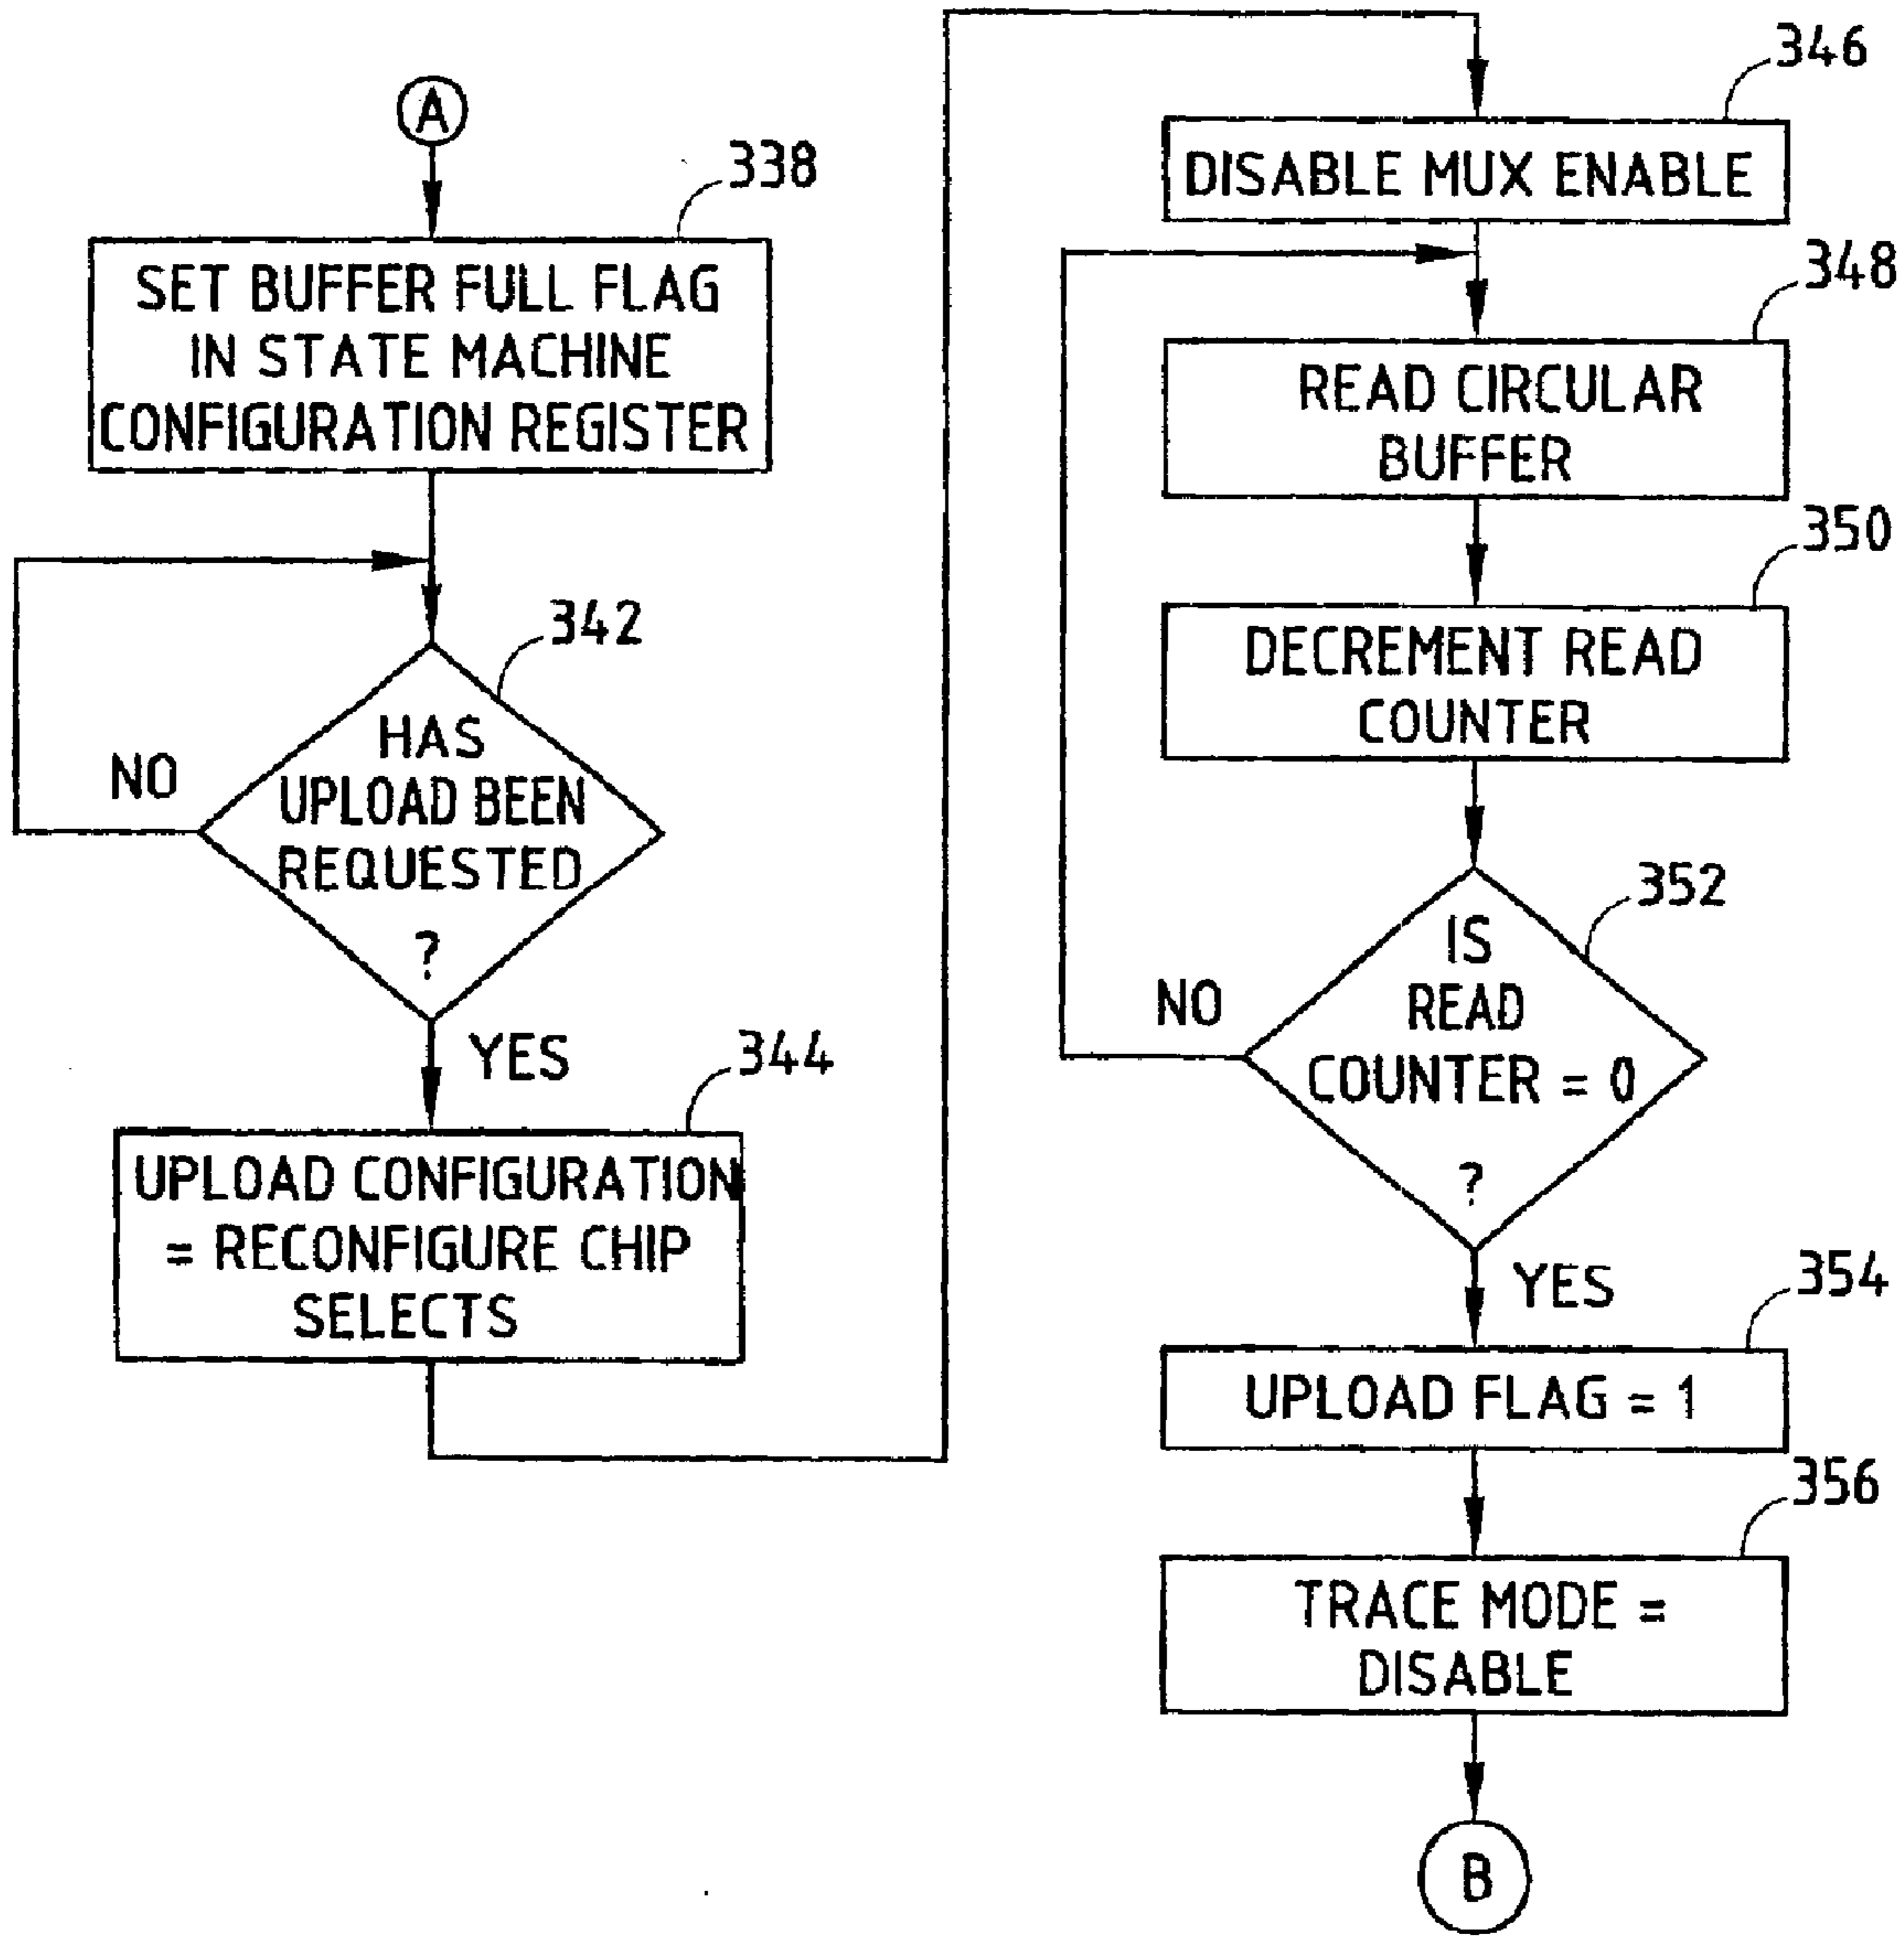 A
338
SET BUFFER FULL FLAG
IN STATE MACHINE
CONFIGURATION REGISTER
342
HAS
UPLOAD BEEN
REQUESTED
?
NO
YES
344
UPLOAD CONFIGURATION
= RECONFIGURE CHIP
SELECTS
346
DISABLE MUX ENABLE
348
READ CIRCULAR
BUFFER
350
DECREMENT READ
COUNTER
352
IS
READ
COUNTER = 0
?
NO
YES
354
UPLOAD FLAG = 1
356
TRACE MODE =
DISABLE
B